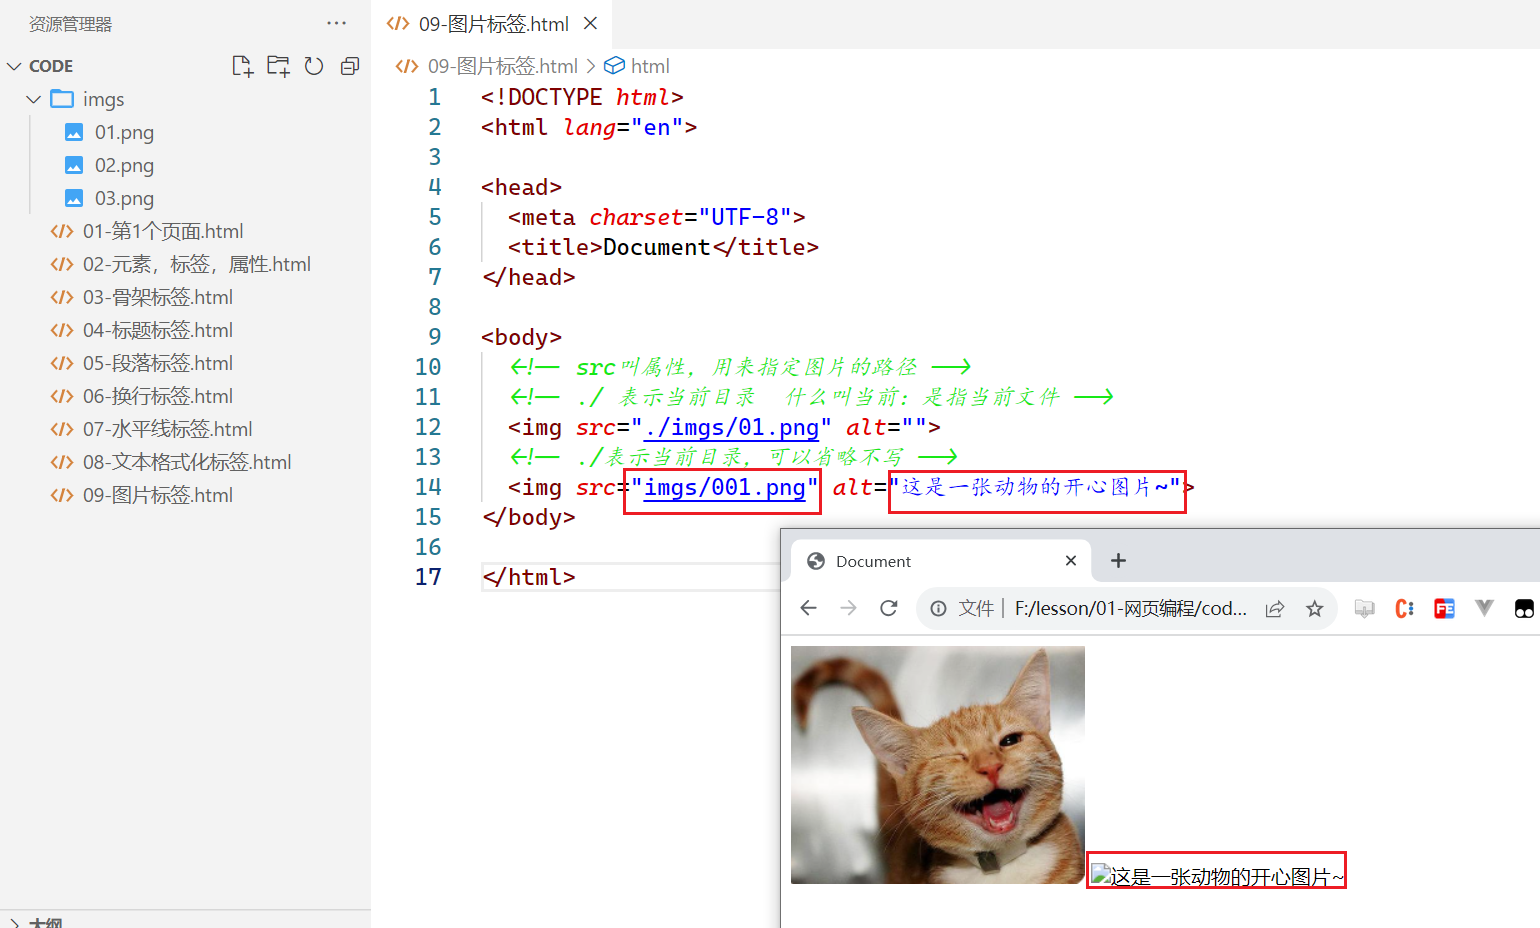 资源管理器
CODE
imgs
01.png
02.png
03.png
01-第1个页面.html
02-元素，标签，属性.html
03-骨架标签.html
04-标题标签.html
05-段落标签.html
06-换行标签.html
07-水平线标签.html
08-文本格式化标签.html
09-图片标签.html
大纲
09-图片标签.html
09-图片标签.html > html
1 <!DOCTYPE html>
2 <html lang="en">
3
4 <head>
5 <meta charset="UTF-8">
6 <title>Document</title>
7 </head>
8
9 <body>
10 <!-- src叫属性，用来指定图片的路径 -->
11 <!-- ./ 表示当前目录 什么叫当前：是指当前文件 -->
12 <img src="./imgs/01.png" alt="">
13 <!-- ./表示当前目录，可以省略不写 -->
14 <img src="imgs/001.png" alt="这是一张动物的开心图片~">
15 </body>
16
17 </html>
Document
文件 | F:/lesson/01-网页编程/cod...
C:
FE
这是一张动物的开心图片~